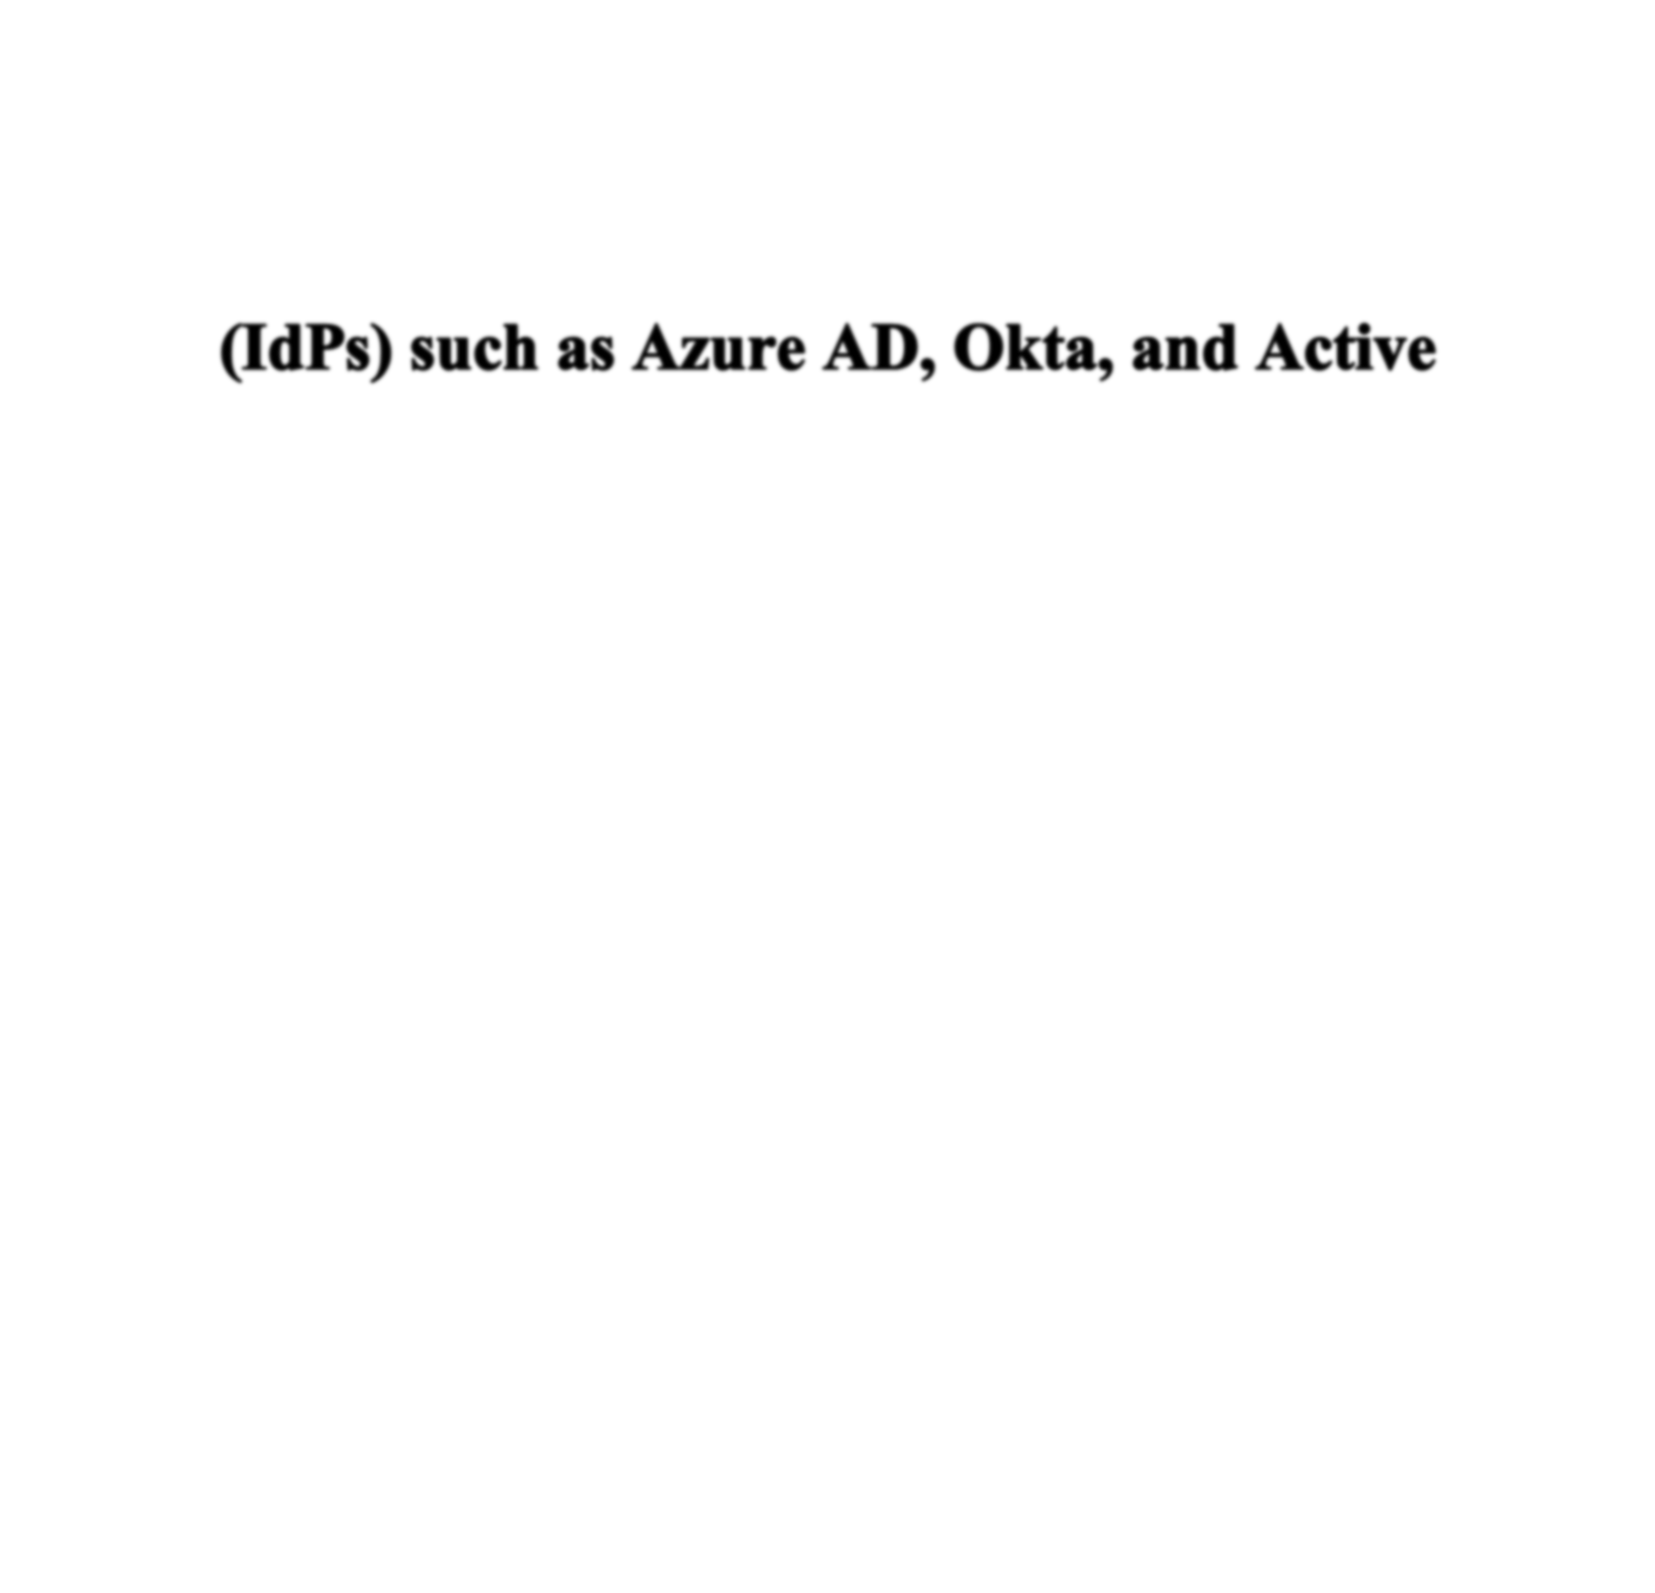 (IdPs) such as Azure AD, Okta, and Active